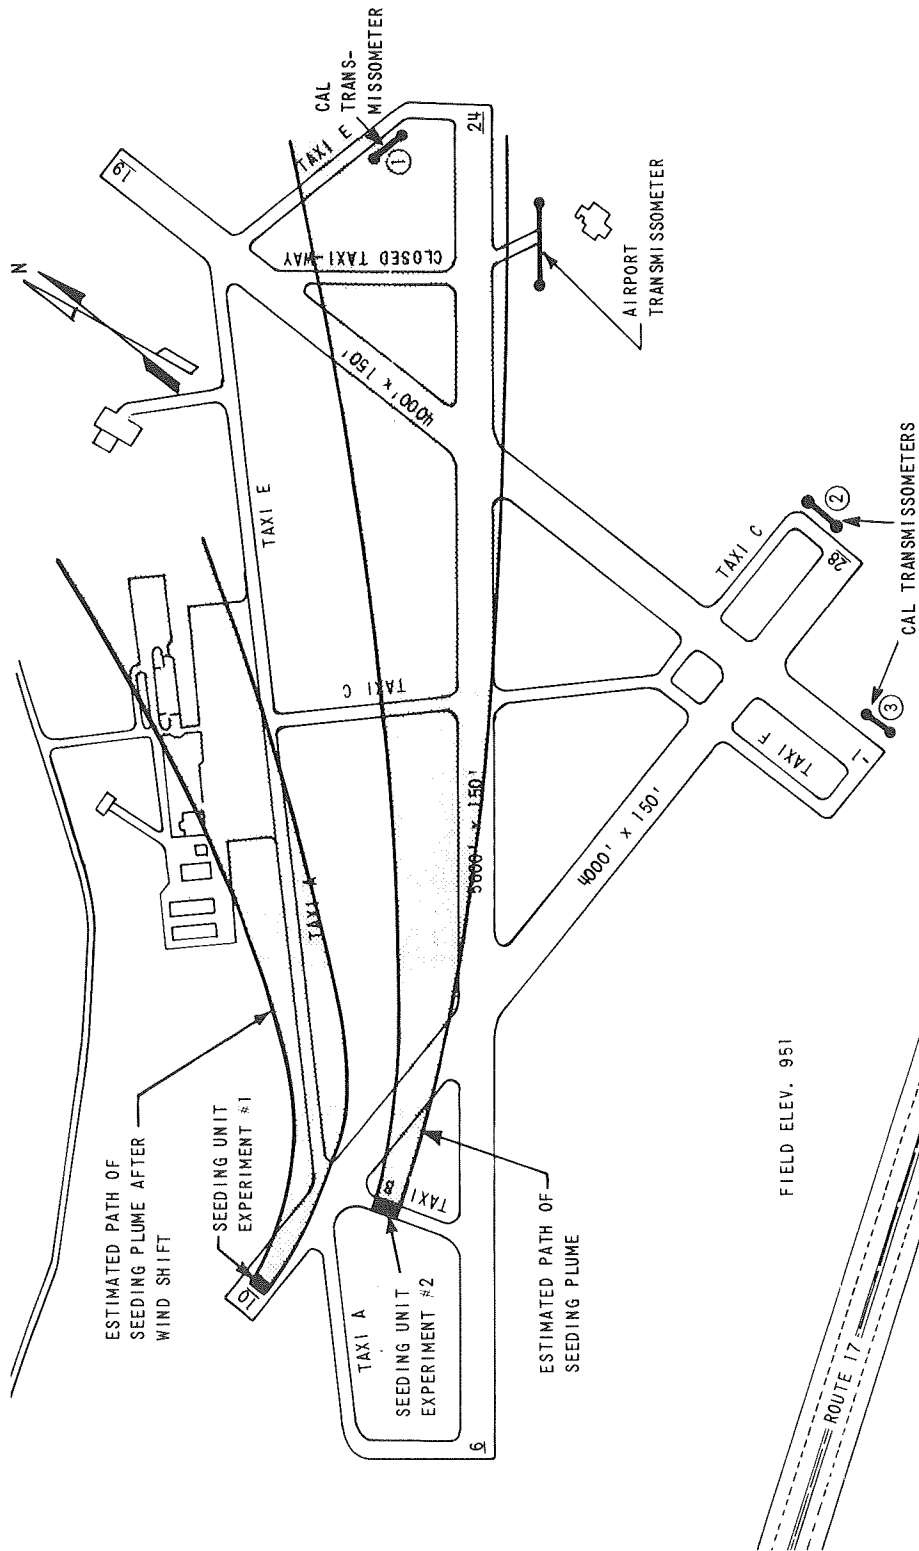 N
19
TAXI E
CAL
TRANS-
MISSOMETER
1
24
CLOSED TAXI-WAY
4000' x 150'
AIRPORT
TRANSMISSOMETER
TAXI E
TAXI C
5600' x 150'
TAXI A
ESTIMATED PATH OF
SEEDING PLUME AFTER
WIND SHIFT
SEEDING UNIT
EXPERIMENT #1
10
TAXI B
TAXI A
SEEDING UNIT
EXPERIMENT #2
ESTIMATED PATH OF
SEEDING PLUME
6
4000' x 150'
TAXI C
28
2
CAL TRANSMISSOMETERS
3
1
TAXI F
FIELD ELEV. 951
ROUTE 17